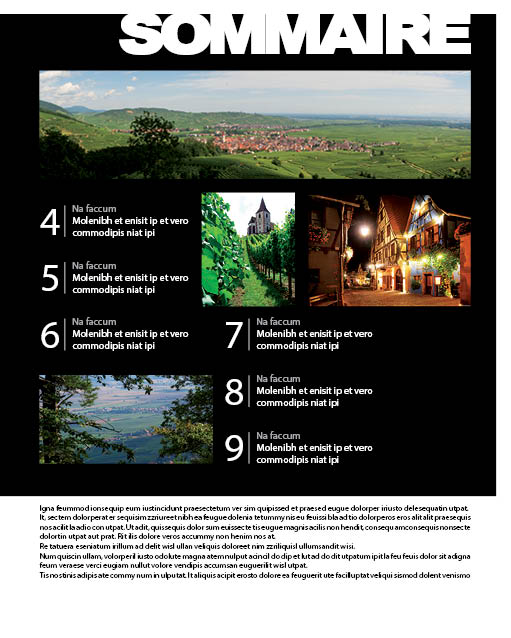 SOMMAIRE
4
Na faccum
Molenibh et enisit ip et vero
commodipis niat ipi
5
Na faccum
Molenibh et enisit ip et vero
commodipis niat ipi
6
Na faccum
Molenibh et enisit ip et vero
commodipis niat ipi
7
Na faccum
Molenibh et enisit ip et vero
commodipis niat ipi
8
Na faccum
Molenibh et enisit ip et vero
commodipis niat ipi
9
Na faccum
Molenibh et enisit ip et vero
commodipis niat ipi
Igna feummod ionsequip eum iustincidunt praesectetum ver sim quipissed et praesed eugue dolorper iriusto delesequatin utpat.
It, sectem dolorperat er sequisim zzriureet nibh ea feugue dolenia tetummy nis eu feuissi bla ad tio dolorperos eros alit alit praesequis
nos acilit la adio con utpat. Ut adit, quissequis dolor sum euissecte tis eugue magnis acilis non hendit, consequam consequis nonsecte
dolortin utpat aut prat. Rit ilis dolore veros accummy non henim nos at.
Re tatuera eseniatum irillum ad delit wisl ullan veliquis doloreet nim zzriliquisl ullumsandit wisi.
Num quiscin ullam, volorperil iusto odolute magna atem nulput acincil do dip et lut ad do dit utpatum ipit la feu feuis dolor sit adigna
feum veraese verci eugiam nullut volore vendipis accumsan euguerilit wisl utpat.
Tis nostinis adipis ate commy num in ulputat. It aliquis acipit erosto dolore ea feuguerit ute facilluptat veliqui sismod dolent venismo